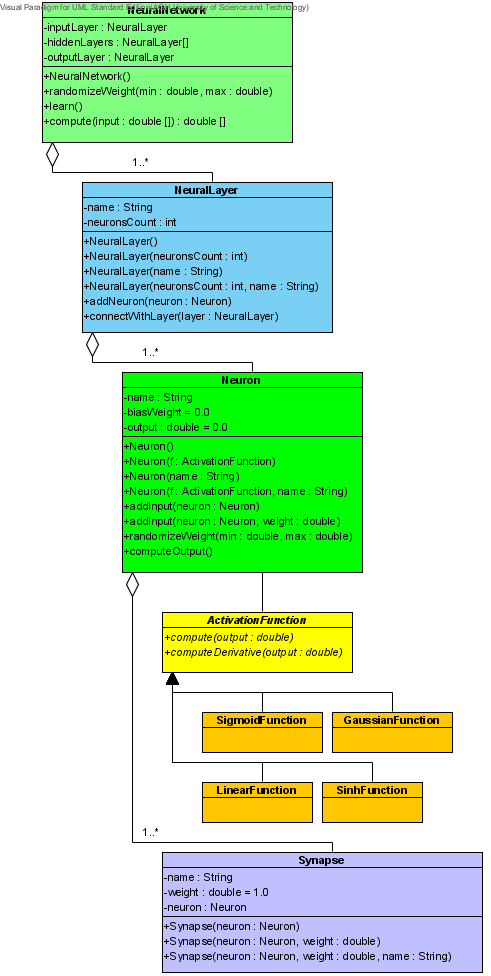 Visual Paradigm for UML Standard Edition(AGH University of Science and Technology)
NeuralNetwork
-inputLayer : NeuralLayer
-hiddenLayers : NeuralLayer[]
-outputLayer : NeuralLayer
+NeuralNetwork()
+randomizeWeight(min : double, max : double)
+learn()
+compute(input : double []) : double []
1..*
NeuralLayer
-name : String
-neuronsCount : int
+NeuralLayer()
+NeuralLayer(neuronsCount : int)
+NeuralLayer(name : String)
+NeuralLayer(neuronsCount : int, name : String)
+addNeuron(neuron : Neuron)
+connectWithLayer(layer : NeuralLayer)
1..*
Neuron
-name : String
-biasWeight = 0.0
-output : double = 0.0
+Neuron()
+Neuron(f : ActivationFunction)
+Neuron(name : String)
+Neuron(f : ActivationFunction, name : String)
+addInput(neuron : Neuron)
+addInput(neuron : Neuron, weight : double)
+randomizeWeight(min : double, max : double)
+computeOutput()
ActivationFunction
+compute(output : double)
+computeDerivative(output : double)
SigmoidFunction
GaussianFunction
LinearFunction
SinhFunction
1..*
Synapse
-name : String
-weight : double = 1.0
-neuron : Neuron
+Synapse(neuron : Neuron)
+Synapse(neuron : Neuron, weight : double)
+Synapse(neuron : Neuron, weight : double, name : String)